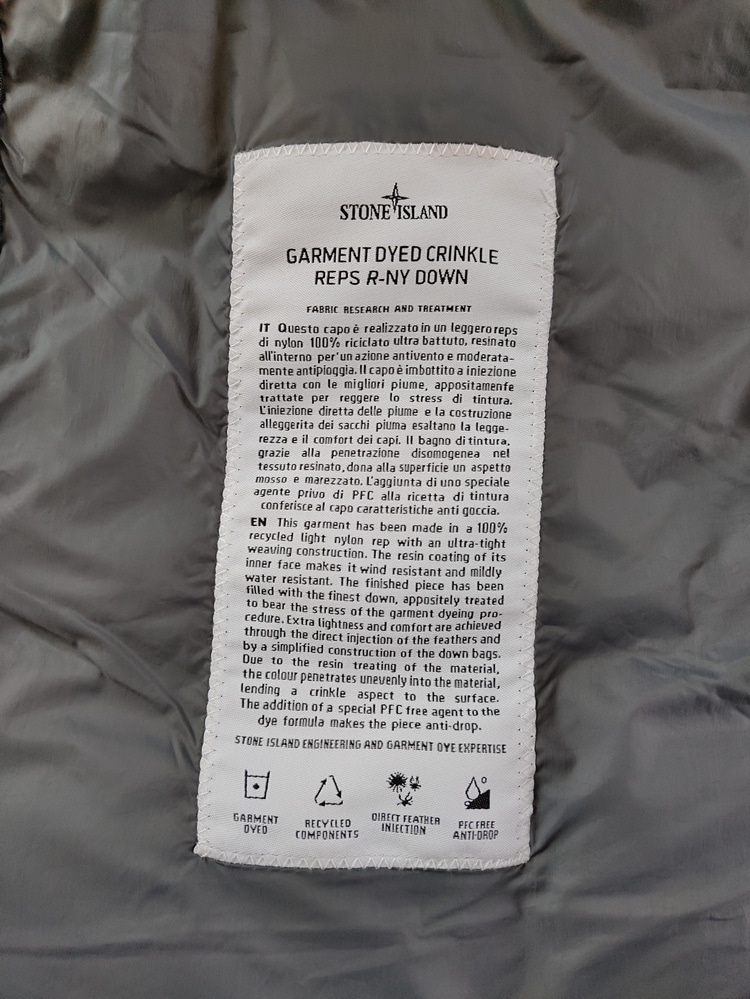 STONE ISLAND
GARMENT DYED CRINKLE
REPS R-NY DOWN
FABRIC RESEARCH AND TREATMENT
IT Questo capo è realizzato in un leggero reps
di nylon 100% riciclato ultra battuto, resinato
all'interno per un azione antivento e moderata-
mente antipioggia. Il capo è imbottito a iniezione
diretta con le migliori piume, appositamente
trattate per reggere lo stress di tintura.
L'iniezione diretta delle piume e la costruzione
alleggerita dei sacchi piuma esaltano la legge-
rezza e il comfort dei capi. Il bagno di tintura,
grazie alla penetrazione disomogenea nel
tessuto resinato, dona alla superficie un aspetto
mosso e marezzato. L'aggiunta di uno speciale
agente privo di PFC alla ricetta di tintura
conferisce al capo caratteristiche anti goccia.
EN This garment has been made in a 100%
recycled light nylon rep with an ultra-tight
weaving construction. The resin coating of its
inner face makes it wind resistant and mildly
water resistant. The finished piece has been
filled with the finest down, appositely treated
to bear the stress of the garment dyeing pro-
cedure. Extra lightness and comfort are achieved
through the direct injection of the feathers and
by a simplified construction of the down bags.
Due to the resin treating of the material,
the colour penetrates unevenly into the material,
lending a crinkle aspect to the surface.
The addition of a special PFC free agent to the
dye formula makes the piece anti-drop.
STONE ISLAND ENGINEERING AND GARMENT DYE EXPERTISE
GARMENT
DYED
RECYCLED
COMPONENTS
DIRECT FEATHER
INJECTION
PFC FREE
ANTI-DROP